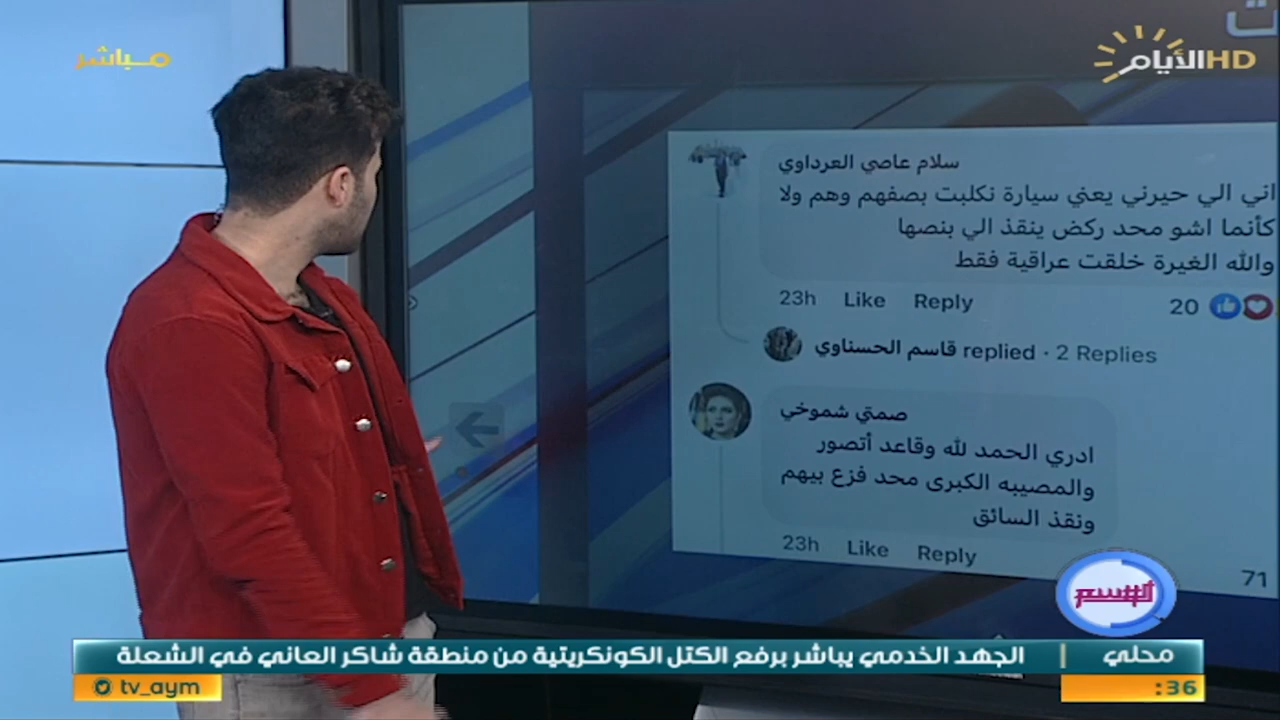 مباشر
الأيام HD
سلام عاصي العرداوي
اني الي حيرني يعني سيارة نكلبت بصفهم وهم ولا
كأنما اشو محد ركض ينقذ الي بنصها
والله الغيرة خلقت عراقية فقط
23h Like Reply 20
قاسم الحسناوي replied · 2 Replies
صمتي شموخي
ادري الحمد لله وقاعد أتصور
والمصيبه الكبرى محد فزع بيهم
ونقذ السائق
23h Like Reply
71
محلي | الجهد الخدمي يباشر برفع الكتل الكونكريتية من منطقة شاكر العاني في الشعلة
tv_aym
:36